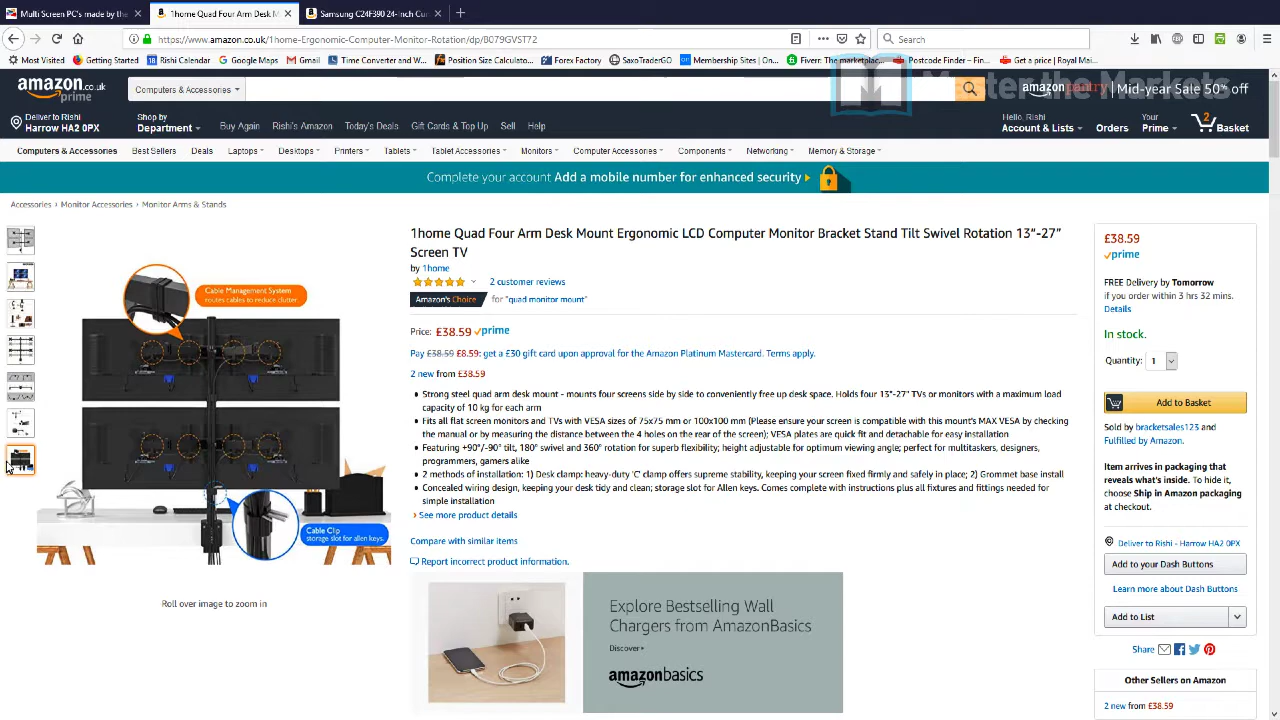 Multi Screen PC's made by the
1home Quad Four Arm Desk M
Samsung C24F390 24-Inch Cur
https://www.amazon.co.uk/1home-Ergonomic-Computer-Monitor-Rotation/dp/B079GVST72
Search
Most Visited
Getting Started
Rishi Calendar
Google Maps
Gmail
Time Converter and W...
Position Size Calculat...
Forex Factory
SaxoTraderGO
Membership Sites | On...
Fiverr: The marketplac...
Postcode Finder – Fin...
Get a price | Royal Mai...
amazon.co.uk
prime
Computers & Accessories
Master the Markets
amazon pantry
Mid-year Sale 50% off
Deliver to Rishi
Harrow HA2 0PX
Shop by
Department
Buy Again
Rishi's Amazon
Today's Deals
Gift Cards & Top Up
Sell
Help
Hello, Rishi
Account & Lists
Orders
Your
Prime
2
Basket
Computers & Accessories
Best Sellers
Deals
Laptops
Desktops
Printers
Tablets
Tablet Accessories
Monitors
Computer Accessories
Components
Networking
Memory & Storage
Complete your account Add a mobile number for enhanced security
Accessories › Monitor Accessories › Monitor Arms & Stands
Cable Management System
routes cables to reduce clutter.
Cable Clip
storage slot for allen keys.
Roll over image to zoom in
1home Quad Four Arm Desk Mount Ergonomic LCD Computer Monitor Bracket Stand Tilt Swivel Rotation 13”-27”
Screen TV
by 1home
2 customer reviews
Amazon's Choice for "quad monitor mount"
Price: £38.59 prime
Pay £38.59 £8.59: get a £30 gift card upon approval for the Amazon Platinum Mastercard. Terms apply.
2 new from £38.59
Strong steel quad arm desk mount - mounts four screens side by side to conveniently free up desk space. Holds four 13"-27" TVs or monitors with a maximum load
capacity of 10 kg for each arm
Fits all flat screen monitors and TVs with VESA sizes of 75x75 mm or 100x100 mm (Please ensure your screen is compatible with this mount's MAX VESA by checking
the manual or by measuring the distance between the 4 holes on the rear of the screen); VESA plates are quick fit and detachable for easy installation
Featuring +90°/-90° tilt, 180° swivel and 360° rotation for superb flexibility; height adjustable for optimum viewing angle; perfect for multitaskers, designers,
programmers, gamers alike
2 methods of installation: 1) Desk clamp: heavy-duty 'C' clamp offers supreme stability, keeping your screen fixed firmly and safely in place; 2) Grommet base install
Concealed wiring design, keeping your desk tidy and clean; storage slot for Allen keys. Comes complete with instructions plus all fixtures and fittings needed for
simple installation
› See more product details
Compare with similar items
Report incorrect product information.
Explore Bestselling Wall
Chargers from AmazonBasics
Discover
amazonbasics
£38.59
prime
FREE Delivery by Tomorrow
if you order within 3 hrs 32 mins.
Details
In stock.
Quantity: 1
Add to Basket
Sold by bracketsales123 and
Fulfilled by Amazon.
Item arrives in packaging that
reveals what's inside. To hide it,
choose Ship in Amazon packaging
at checkout.
Deliver to Rishi - Harrow HA2 0PX
Add to your Dash Buttons
Learn more about Dash Buttons
Add to List
Share
Other Sellers on Amazon
2 new from £38.59